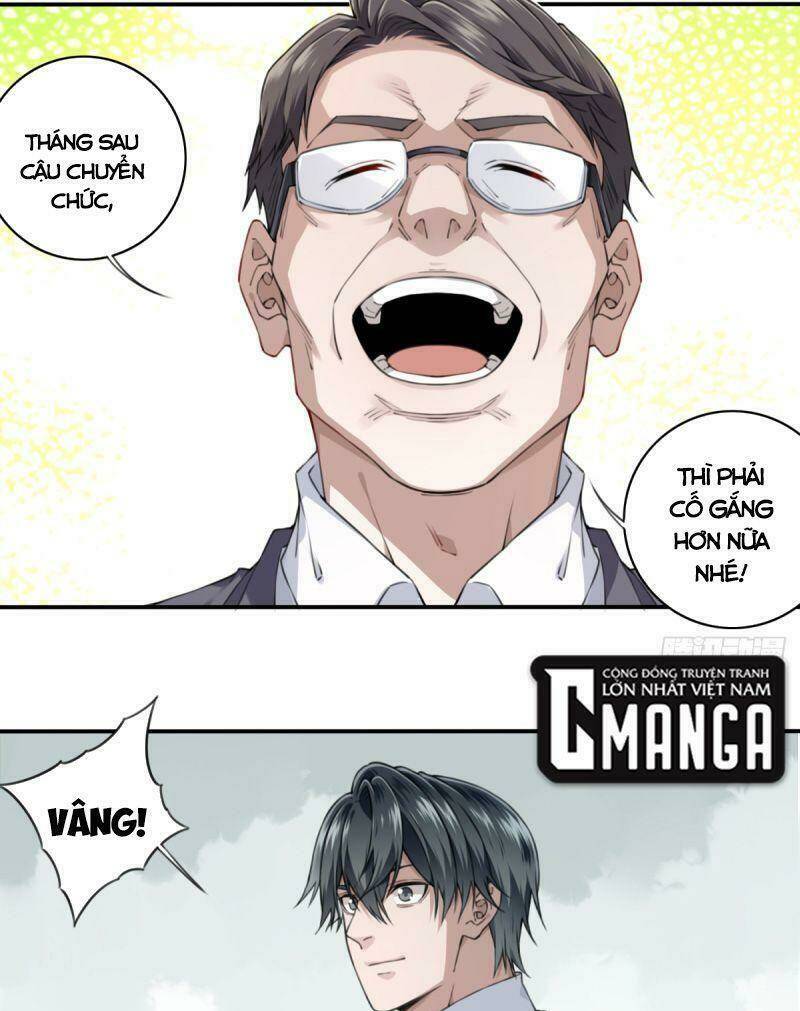 THÁNG SAU
CẬU CHUYỂN
CHỨC,
THÌ PHẢI
CỐ GẮNG
HƠN NỮA
NHÉ!
CỘNG ĐỒNG TRUYỆN TRANH
LỚN NHẤT VIỆT NAM
CMANGA
VÂNG!